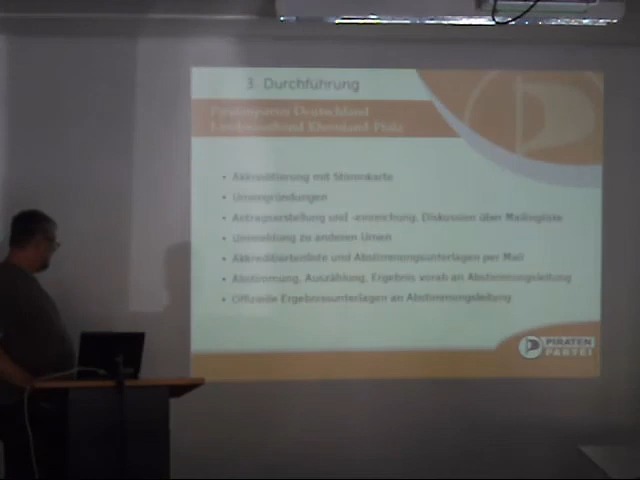 3. Durchführung
Piratenpartei Deutschland
Landesverband Rheinland-Pfalz
• Akkreditierung mit Stimmkarte
• Urnengründungen
• Antragserstellung und -einreichung, Diskussion über Mailingliste
• Ummeldung zu anderen Urnen
• Akkreditiertenliste und Abstimmungsunterlagen per Mail
• Abstimmung, Auszählung, Ergebnis vorab an Abstimmungsleitung
• Offizielle Ergebnisunterlagen an Abstimmungsleitung
PIRATEN
PARTEI